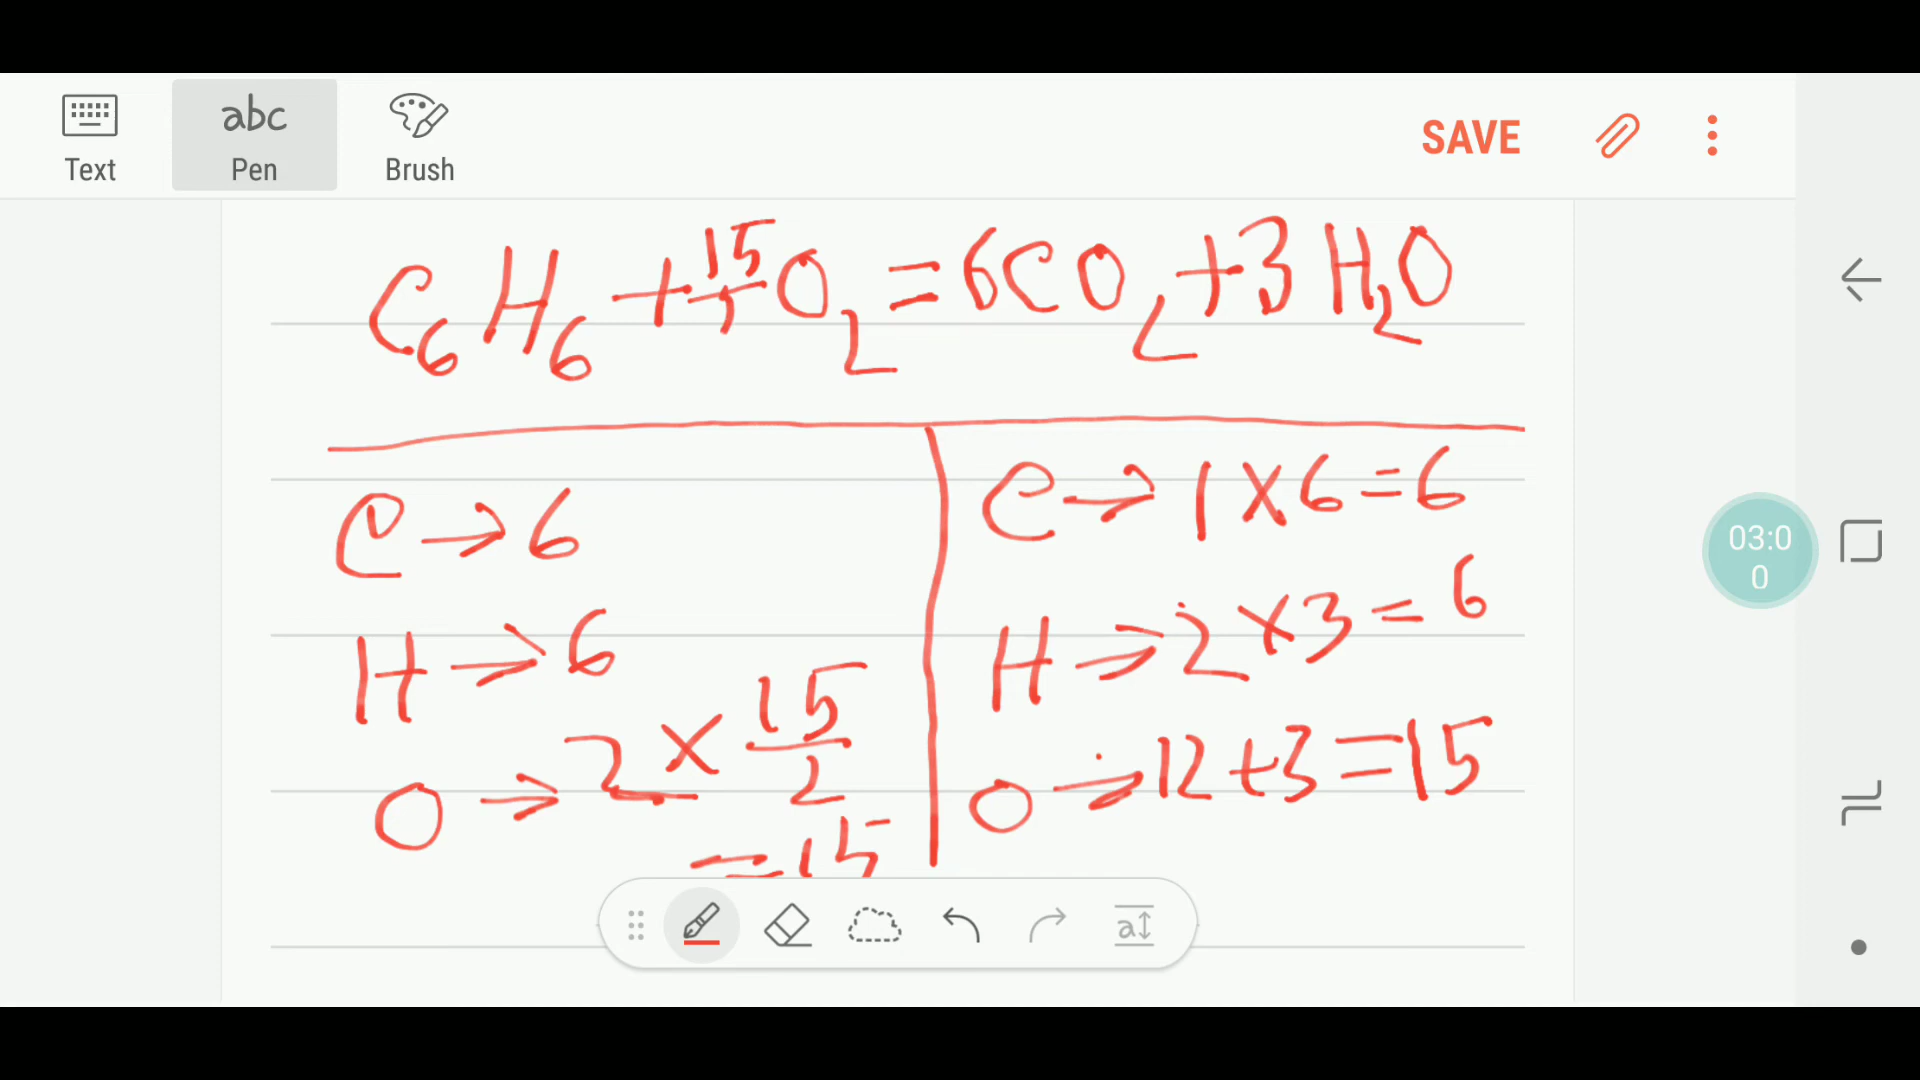 Text abc Pen Brush SAVE
C6H6 + 15/2 O2 = 6CO2 + 3H2O
C → 6
H → 6
O → 2 × 15/2
= 15
C → 1 × 6 = 6
H → 2 × 3 = 6
O → 12 + 3 = 15
03:00
a